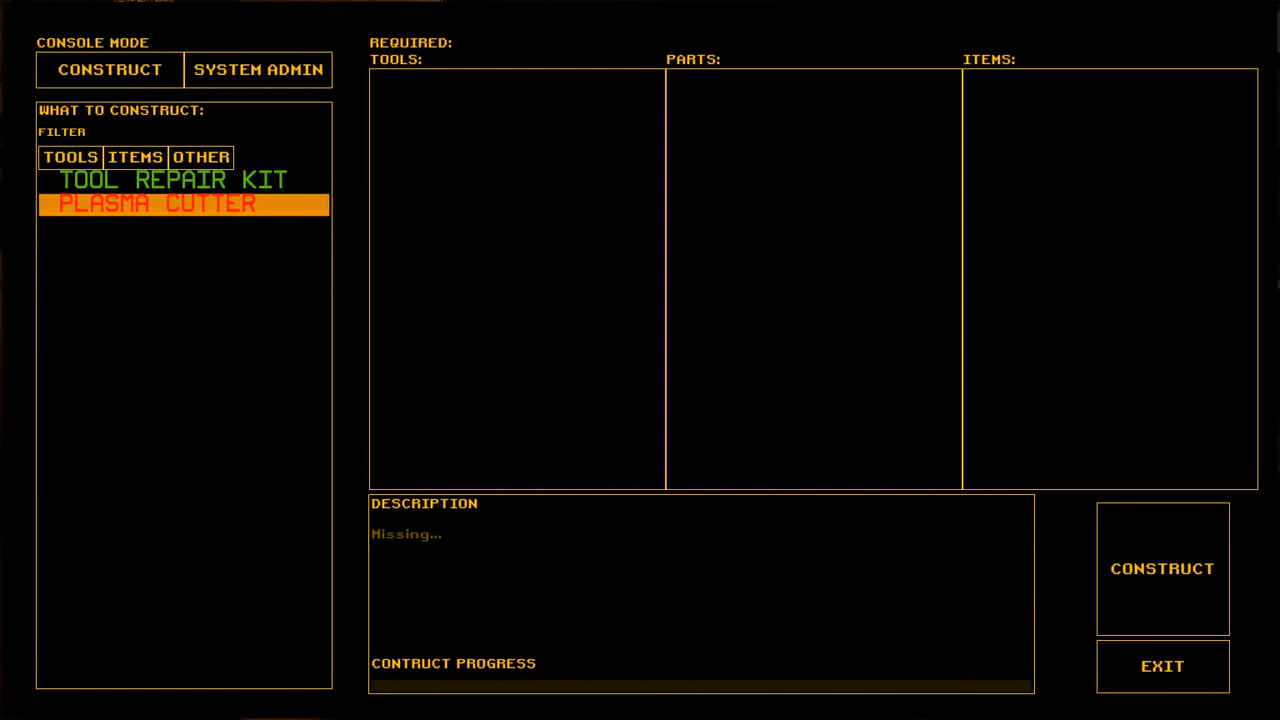 CONSOLE MODE
CONSTRUCT SYSTEM ADMIN
WHAT TO CONSTRUCT:
FILTER
TOOLS ITEMS OTHER
TOOL REPAIR KIT
PLASMA CUTTER
REQUIRED:
TOOLS: PARTS: ITEMS:
DESCRIPTION
Missing...
CONTRUCT PROGRESS
CONSTRUCT
EXIT